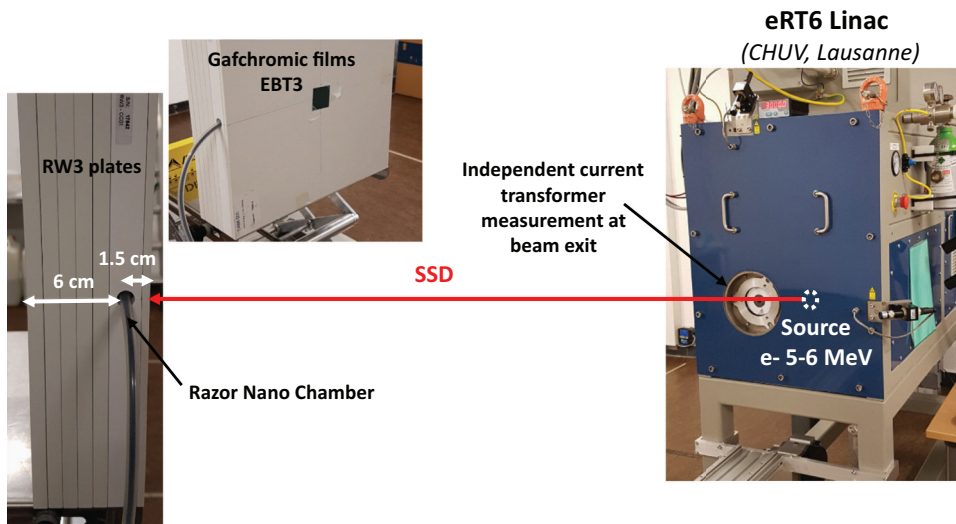 eRT6 Linac
(CHUV, Lausanne)
Gafchromic films
EBT3
RW3 plates
Independent current
transformer
measurement at
beam exit
1.5 cm
6 cm
SSD
Source
e- 5-6 MeV
Razor Nano Chamber